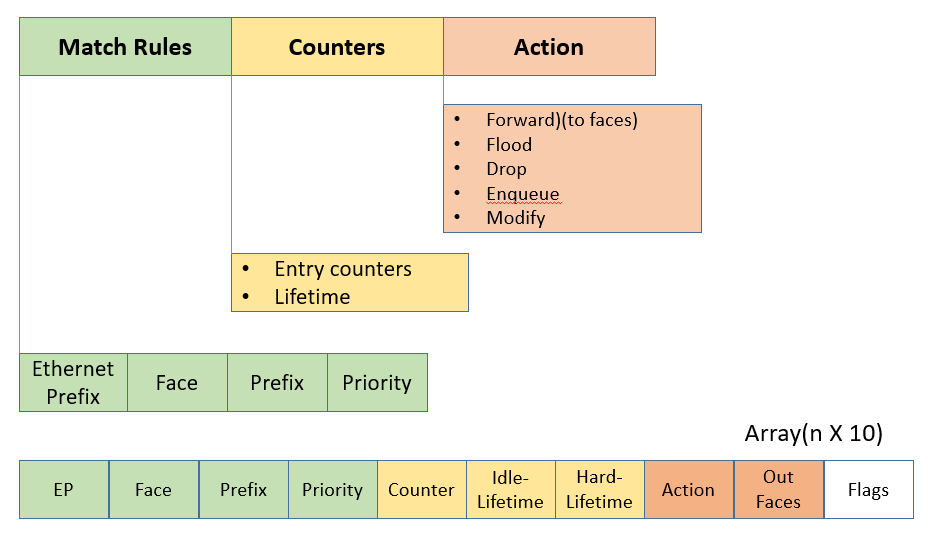 Match Rules
Counters
Action
• Forward)(to faces)
• Flood
• Drop
• Enqueue
• Modify
• Entry counters
• Lifetime
Ethernet
Prefix
Face
Prefix
Priority
Array(n X 10)
EP
Face
Prefix
Priority
Counter
Idle-
Lifetime
Hard-
Lifetime
Action
Out
Faces
Flags